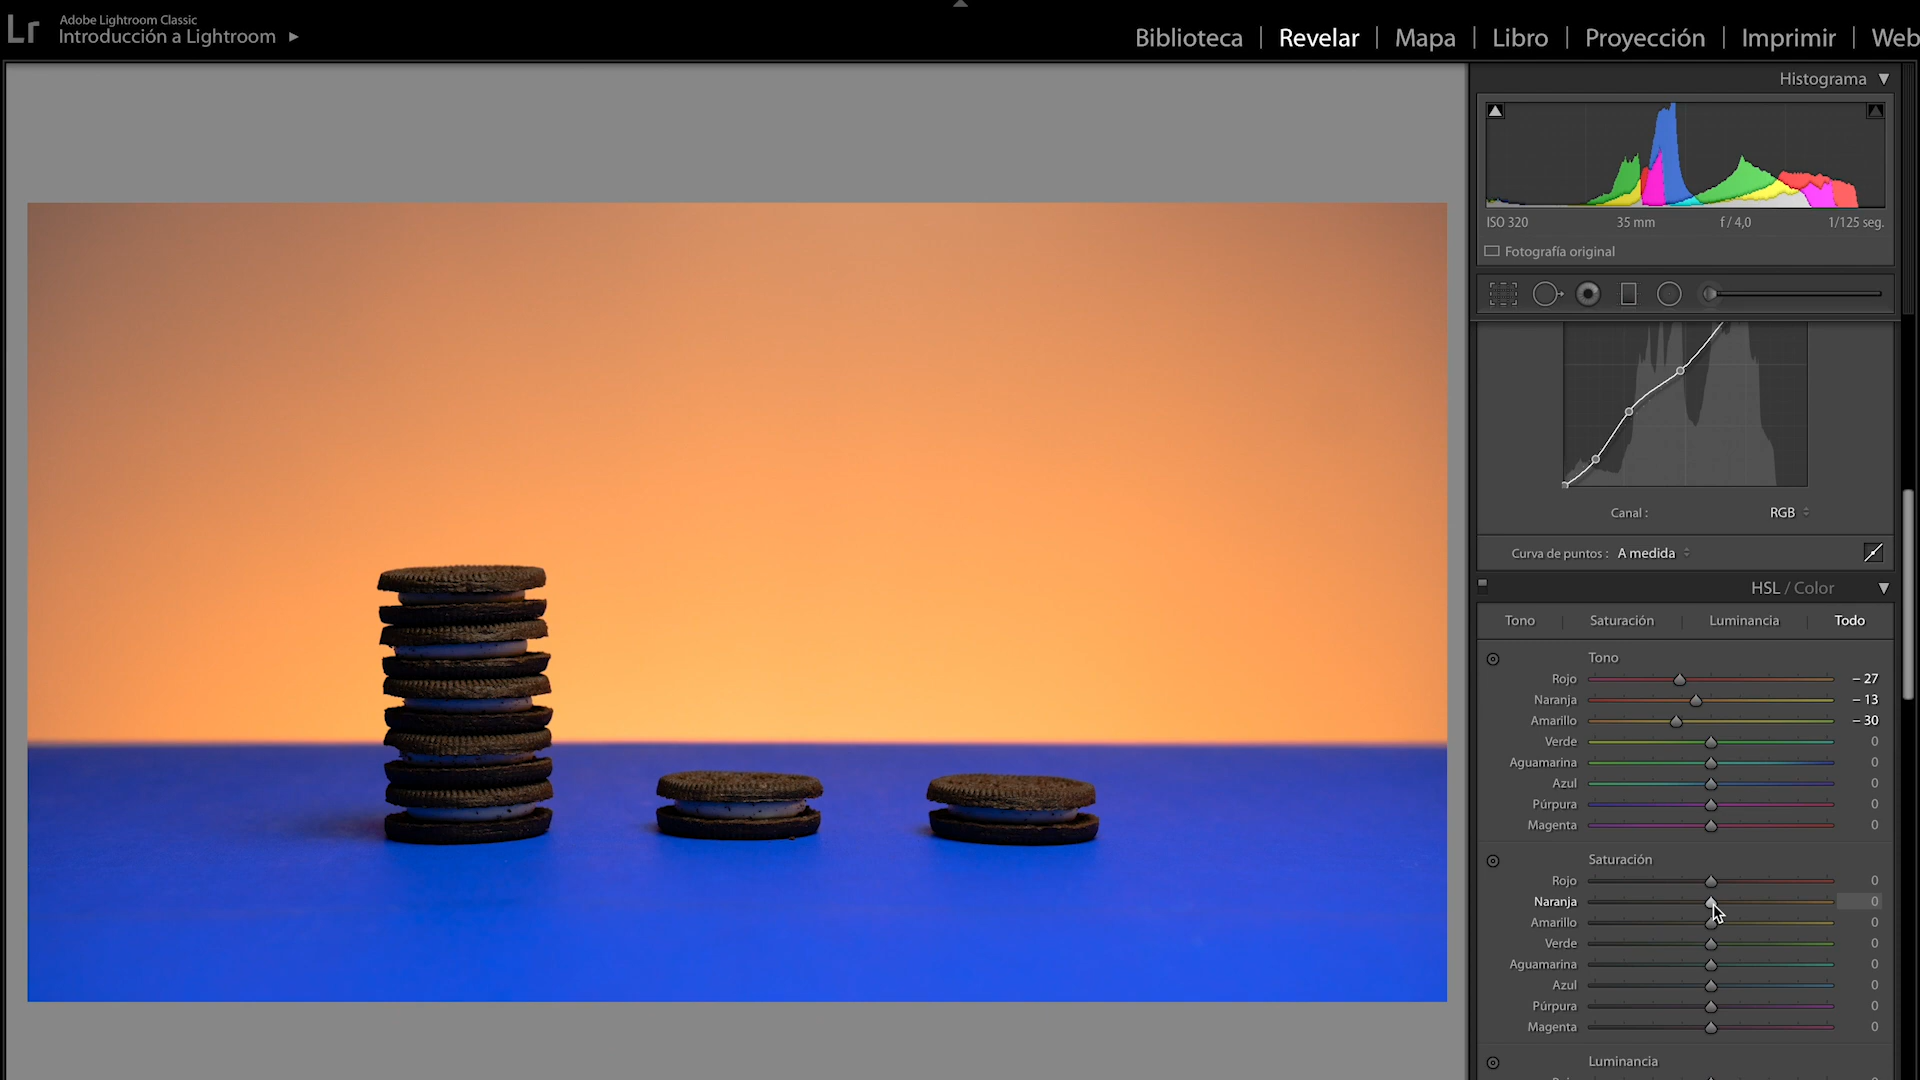 Lr
Adobe Lightroom Classic
Introducción a Lightroom
Biblioteca | Revelar | Mapa | Libro | Proyección | Imprimir | Web
Histograma
ISO 320 35 mm f / 4,0 1/125 seg.
Fotografía original
Canal : RGB
Curva de puntos : A medida
HSL / Color
Tono Saturación Luminancia Todo
Tono
Rojo − 27
Naranja − 13
Amarillo − 30
Verde 0
Aguamarina 0
Azul 0
Púrpura 0
Magenta 0
Saturación
Rojo 0
Naranja 0
Amarillo 0
Verde 0
Aguamarina 0
Azul 0
Púrpura 0
Magenta 0
Luminancia